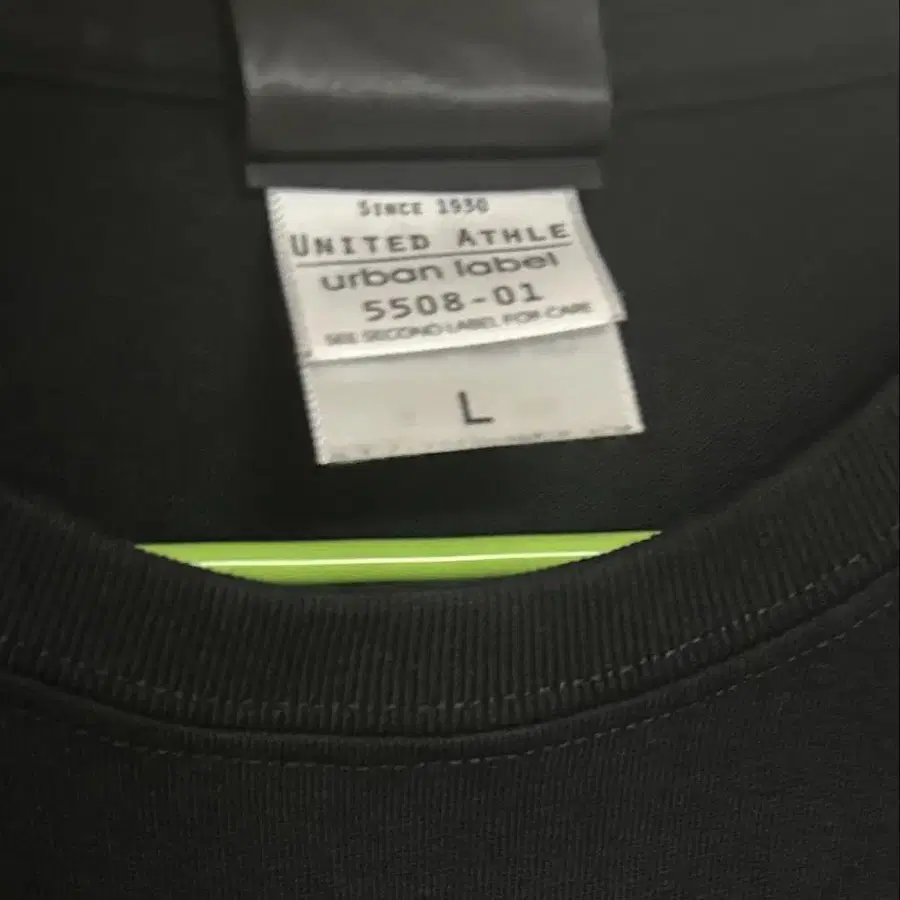 SINCE 1930
UNITED ATHLE
urban label
5508-01
SEE SECOND LABEL FOR CARE
L